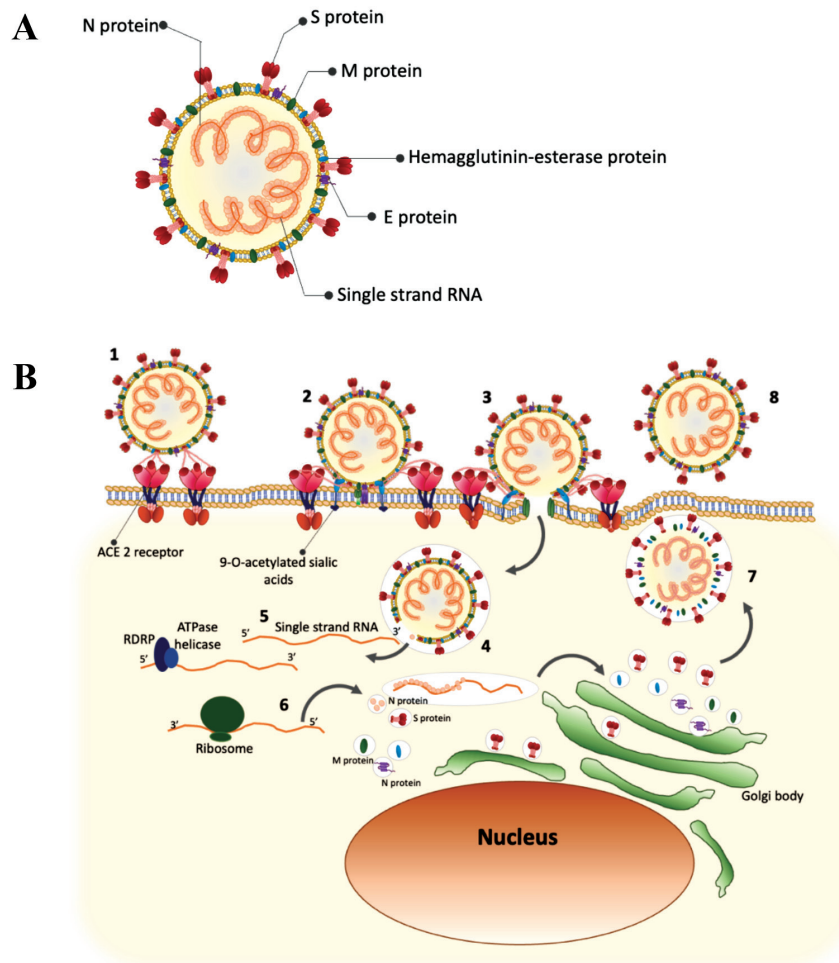 A
N protein
S protein
M protein
Hemagglutinin-esterase protein
E protein
Single strand RNA
B
1
2
3
8
ACE 2 receptor
9-O-acetylated sialic
acids
7
5
Single strand RNA
5’
3’
4
RDRP
ATPase
helicase
5’
3’
6
3’
5’
Ribosome
N protein
S protein
M protein
N protein
Golgi body
Nucleus